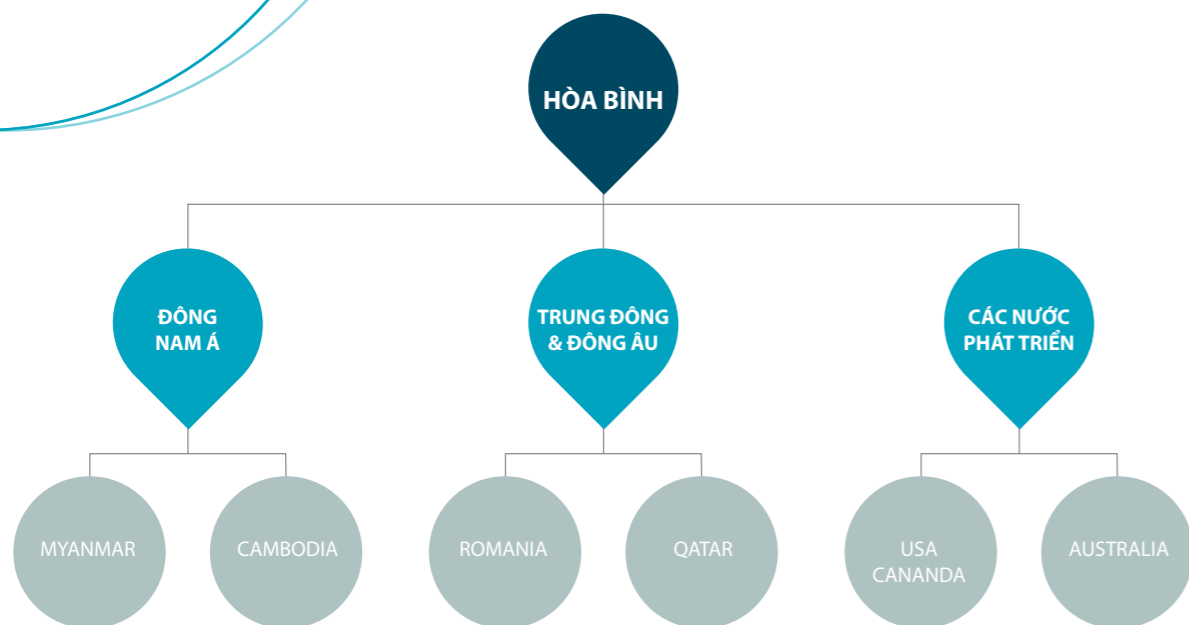 HÒA BÌNH
ĐÔNG
NAM Á
TRUNG ĐÔNG
& ĐÔNG ÂU
CÁC NƯỚC
PHÁT TRIỂN
MYANMAR
CAMBODIA
ROMANIA
QATAR
USA
CANANDA
AUSTRALIA